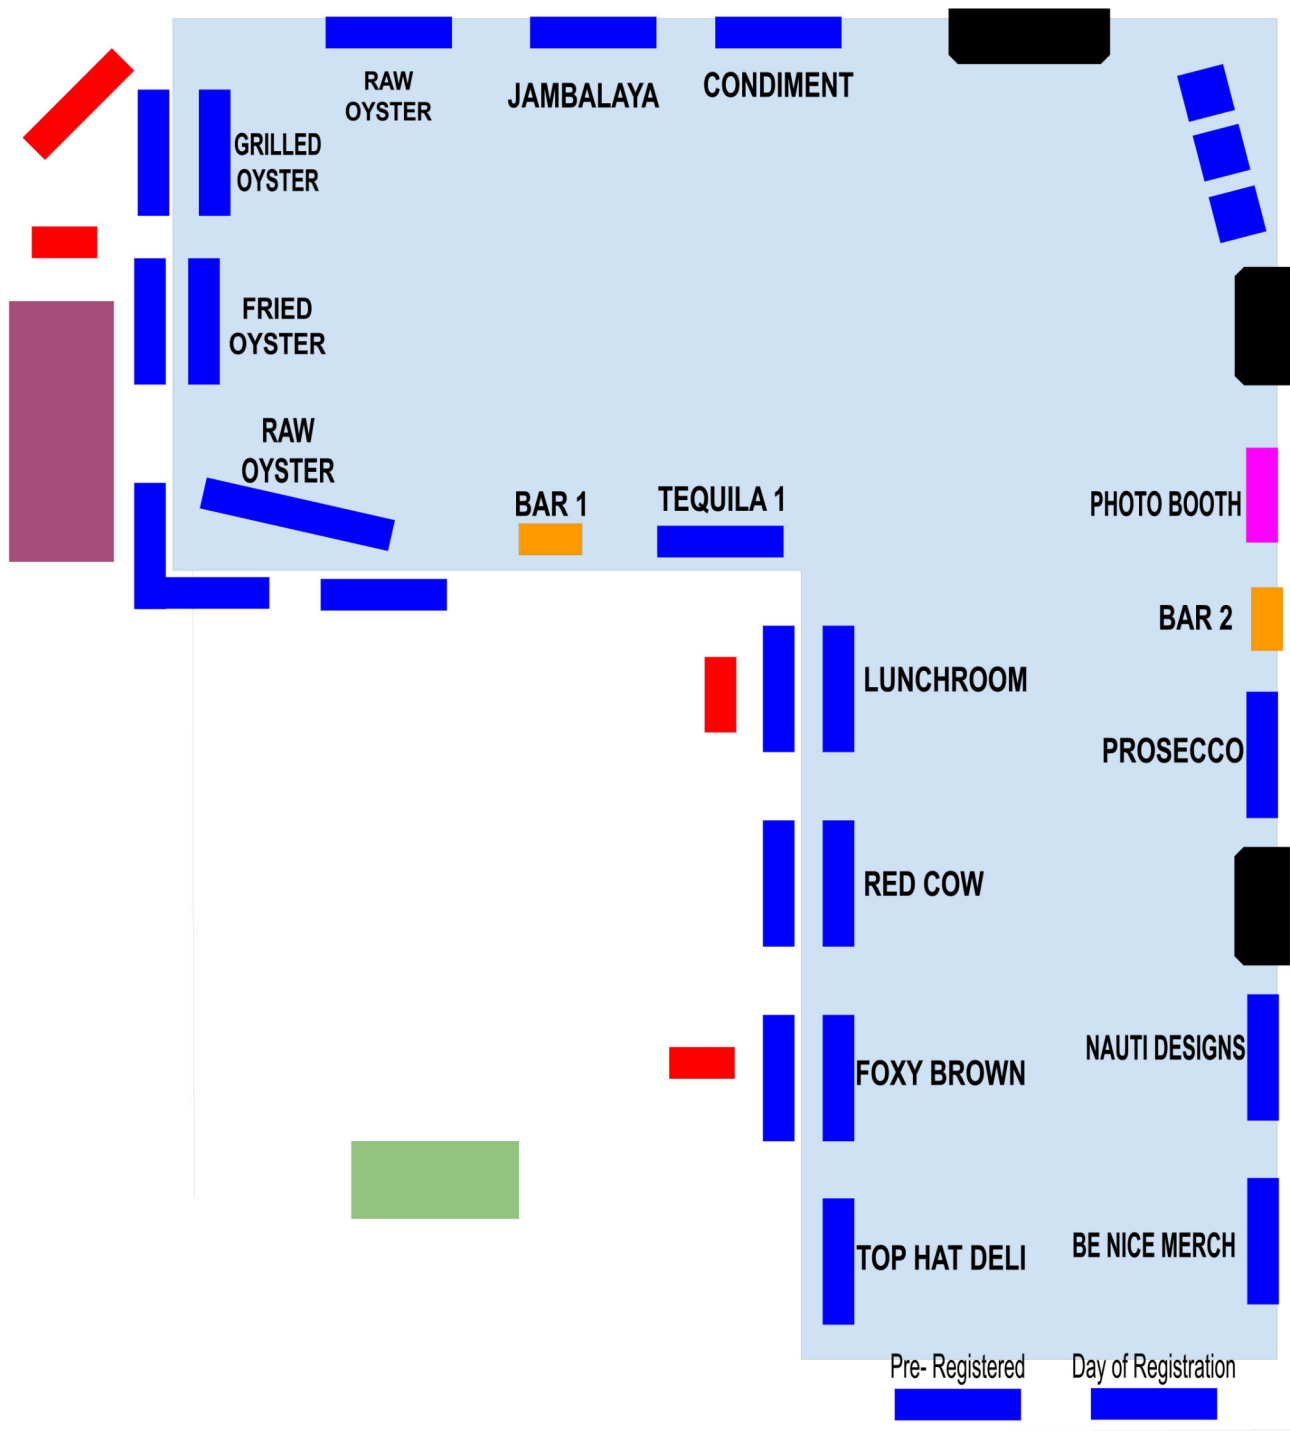 RAW
OYSTER
JAMBALAYA
CONDIMENT
GRILLED
OYSTER
FRIED
OYSTER
RAW
OYSTER
BAR 1
TEQUILA 1
PHOTO BOOTH
BAR 2
LUNCHROOM
PROSECCO
RED COW
NAUTI DESIGNS
FOXY BROWN
BE NICE MERCH
TOP HAT DELI
Pre- Registered
Day of Registration